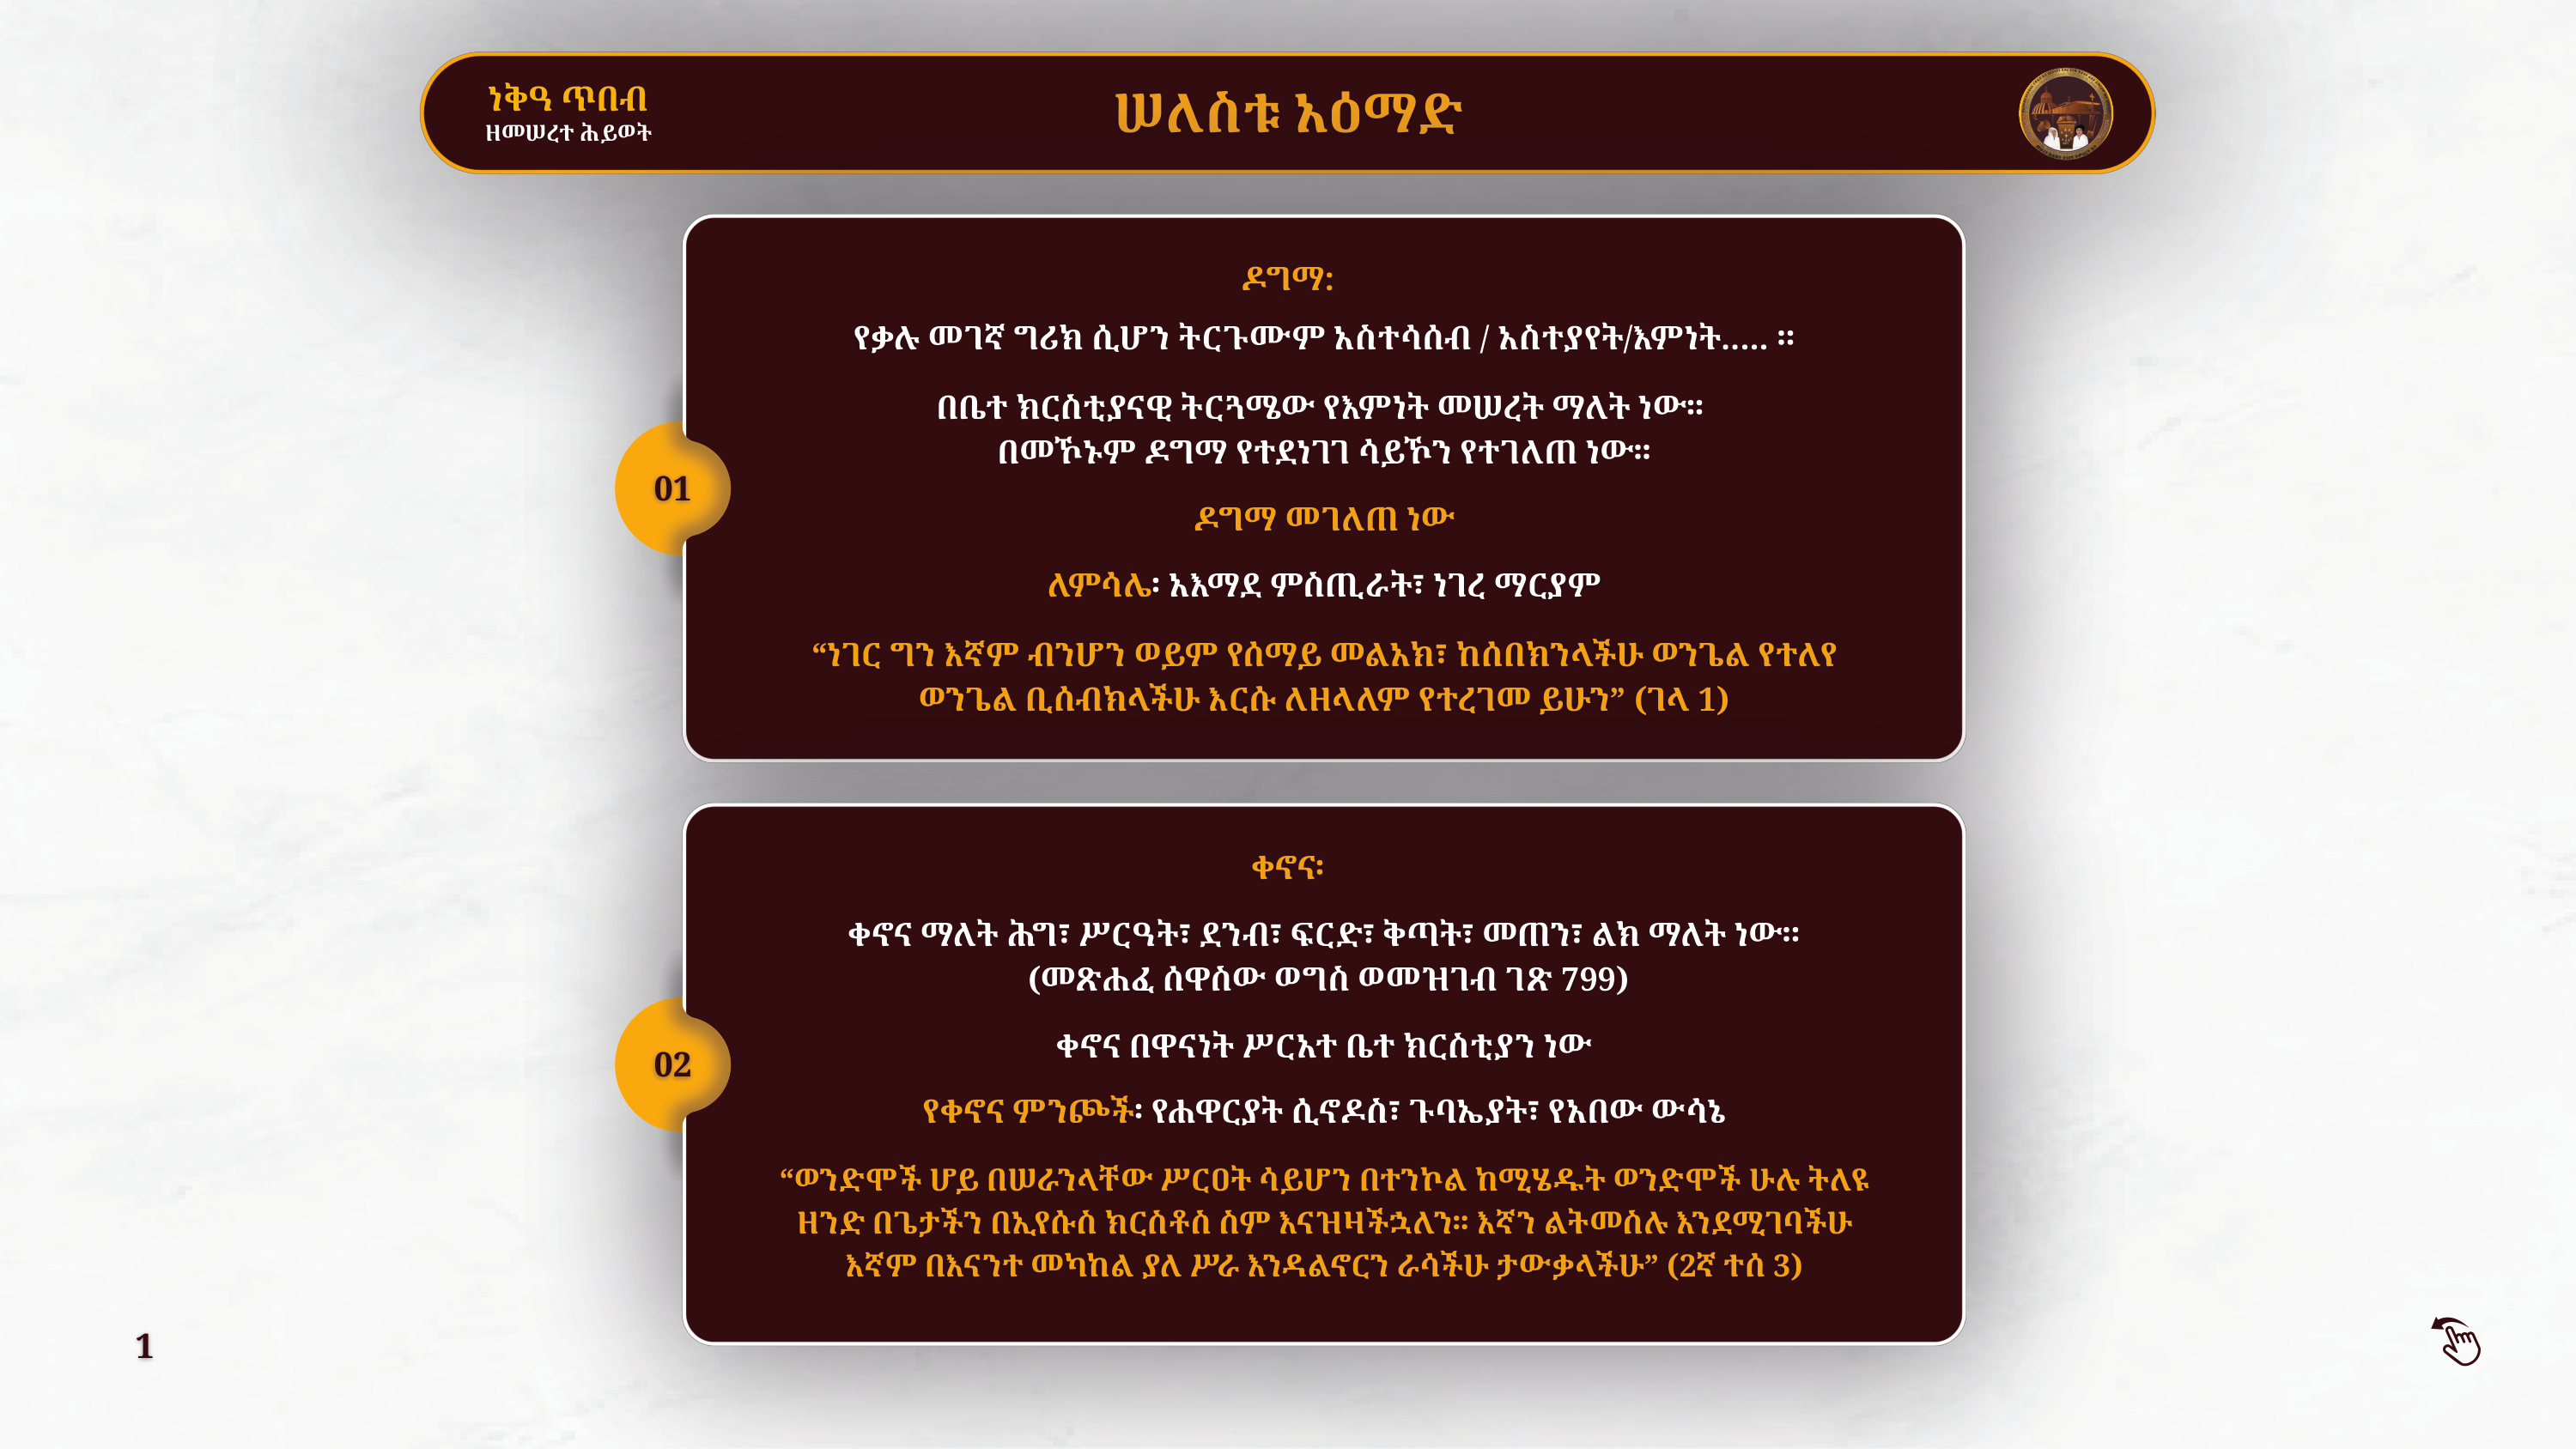 ነቅዓ ጥበብ
ዘመሠረተ ሕይወት
ሠለስቱ አዕማድ
ዶግማ:
የቃሉ መገኛ ግሪክ ሲሆን ትርጉሙም አስተሳሰብ / አስተያየት/እምነት..... ።
በቤተ ክርስቲያናዊ ትርጓሜው የእምነት መሠረት ማለት ነው።
በመኾኑም ዶግማ የተደነገገ ሳይኾን የተገለጠ ነው።
01
ዶግማ መገለጠ ነው
ለምሳሌ፡ አእማደ ምስጢራት፣ ነገረ ማርያም
“ነገር ግን እኛም ብንሆን ወይም የሰማይ መልአክ፣ ከሰበክንላችሁ ወንጌል የተለየ
ወንጌል ቢሰብክላችሁ እርሱ ለዘላለም የተረገመ ይሁን” (ገላ 1)
ቀኖና፡
ቀኖና ማለት ሕግ፣ ሥርዓት፣ ደንብ፣ ፍርድ፣ ቅጣት፣ መጠን፣ ልክ ማለት ነው።
(መጽሐፈ ሰዋስው ወግስ ወመዝገብ ገጽ 799)
ቀኖና በዋናነት ሥርአተ ቤተ ክርስቲያን ነው
02
የቀኖና ምንጮች፡ የሐዋርያት ሲኖዶስ፣ ጉባኤያት፣ የአበው ውሳኔ
“ወንድሞች ሆይ በሠራንላቸው ሥርዐት ሳይሆን በተንኮል ከሚሄዱት ወንድሞች ሁሉ ትለዩ
ዘንድ በጌታችን በኢየሱስ ክርስቶስ ስም እናዝዛችኋለን። እኛን ልትመስሉ እንደሚገባችሁ
እኛም በእናንተ መካከል ያለ ሥራ እንዳልኖርን ራሳችሁ ታውቃላችሁ” (2ኛ ተሰ 3)
1